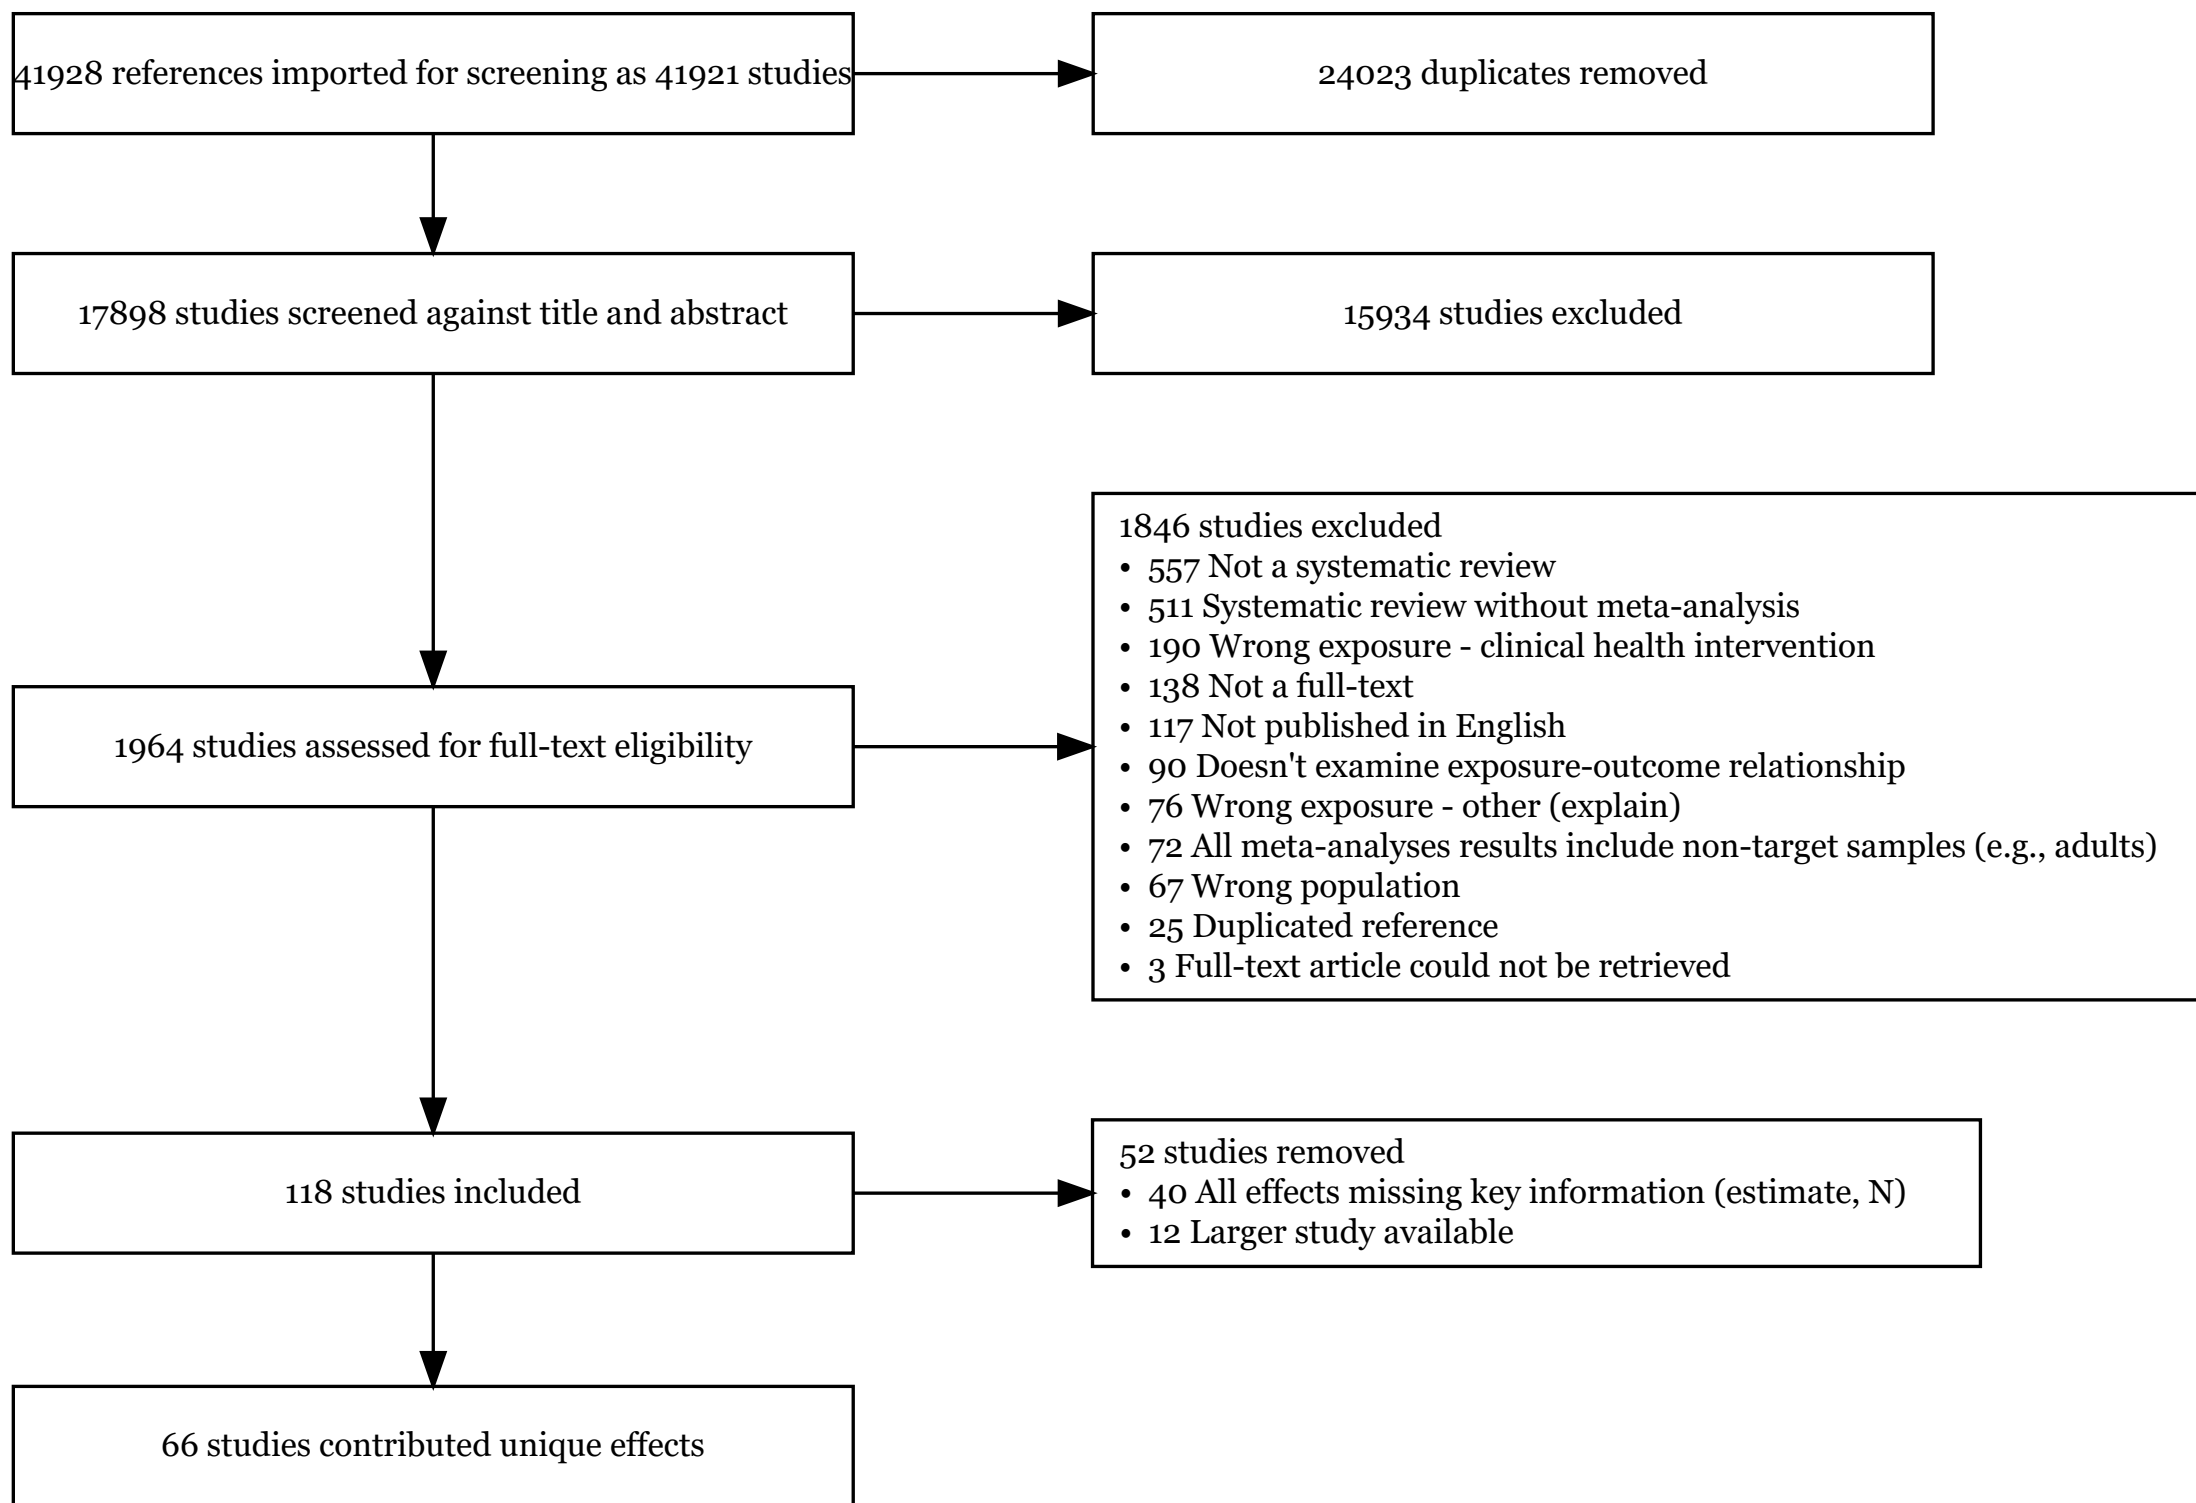 41928 references imported for screening as 41921 studies
24023 duplicates removed
17898 studies screened against title and abstract
15934 studies excluded
1964 studies assessed for full-text eligibility
1846 studies excluded
• 557 Not a systematic review
• 511 Systematic review without meta-analysis
• 190 Wrong exposure - clinical health intervention
• 138 Not a full-text
• 117 Not published in English
• 90 Doesn't examine exposure-outcome relationship
• 76 Wrong exposure - other (explain)
• 72 All meta-analyses results include non-target samples (e.g., adults)
• 67 Wrong population
• 25 Duplicated reference
• 3 Full-text article could not be retrieved
118 studies included
52 studies removed
• 40 All effects missing key information (estimate, N)
• 12 Larger study available
66 studies contributed unique effects